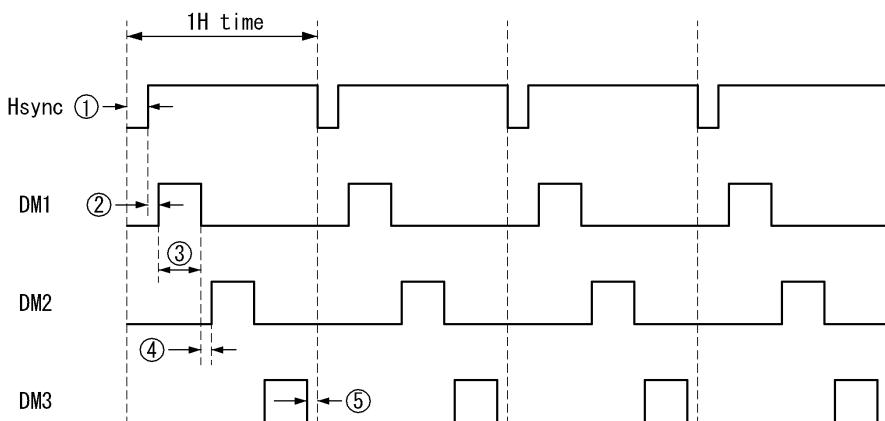 1H time
Hsync ①
DM1
②
③
DM2
④
DM3
⑤